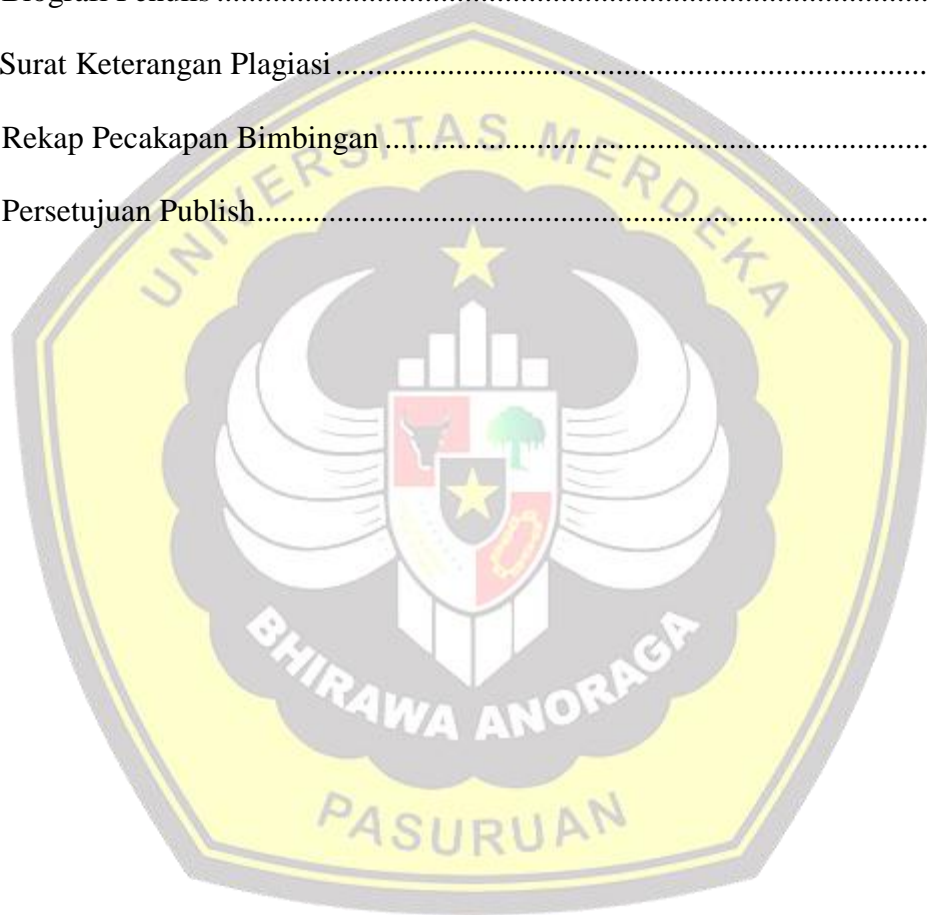 Surat Keterangan Plagiasi........................................................................
Rekap Pecakapan Bimbingan ..................................................................
Persetujuan Publish..................................................................................
UNIVERSITAS MERDEKA
BHIRAWA ANORAGA
PASURUAN